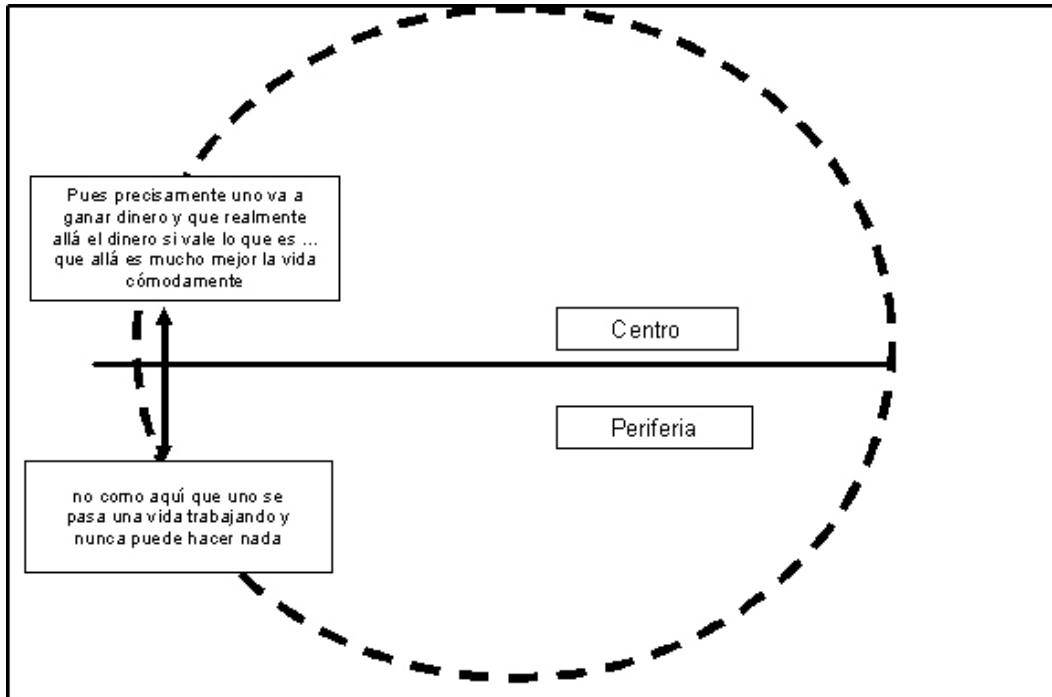 Pues precisamente uno va a
ganar dinero y que realmente
allá el dinero si vale lo que es ...
que allá es mucho mejor la vida
cómodamente
Centro
Periferia
no como aquí que uno se
pasa una vida trabajando y
nunca puede hacer nada